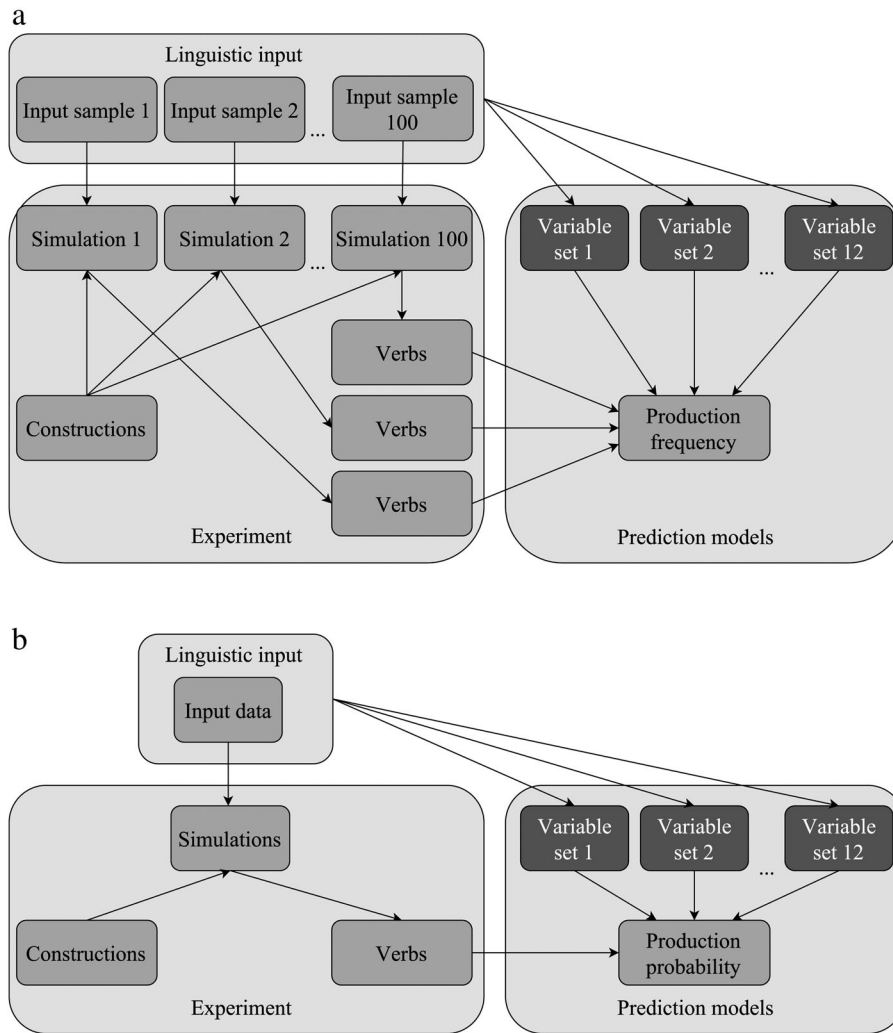 a
Linguistic input
Input sample 1
Input sample 2
...
Input sample
100
Simulation 1
Simulation 2
...
Simulation 100
Variable
set 1
Variable
set 2
...
Variable
set 12
Verbs
Constructions
Verbs
Production
frequency
Verbs
Experiment
Prediction models
b
Linguistic input
Input data
Simulations
Variable
set 1
Variable
set 2
...
Variable
set 12
Constructions
Verbs
Production
probability
Experiment
Prediction models